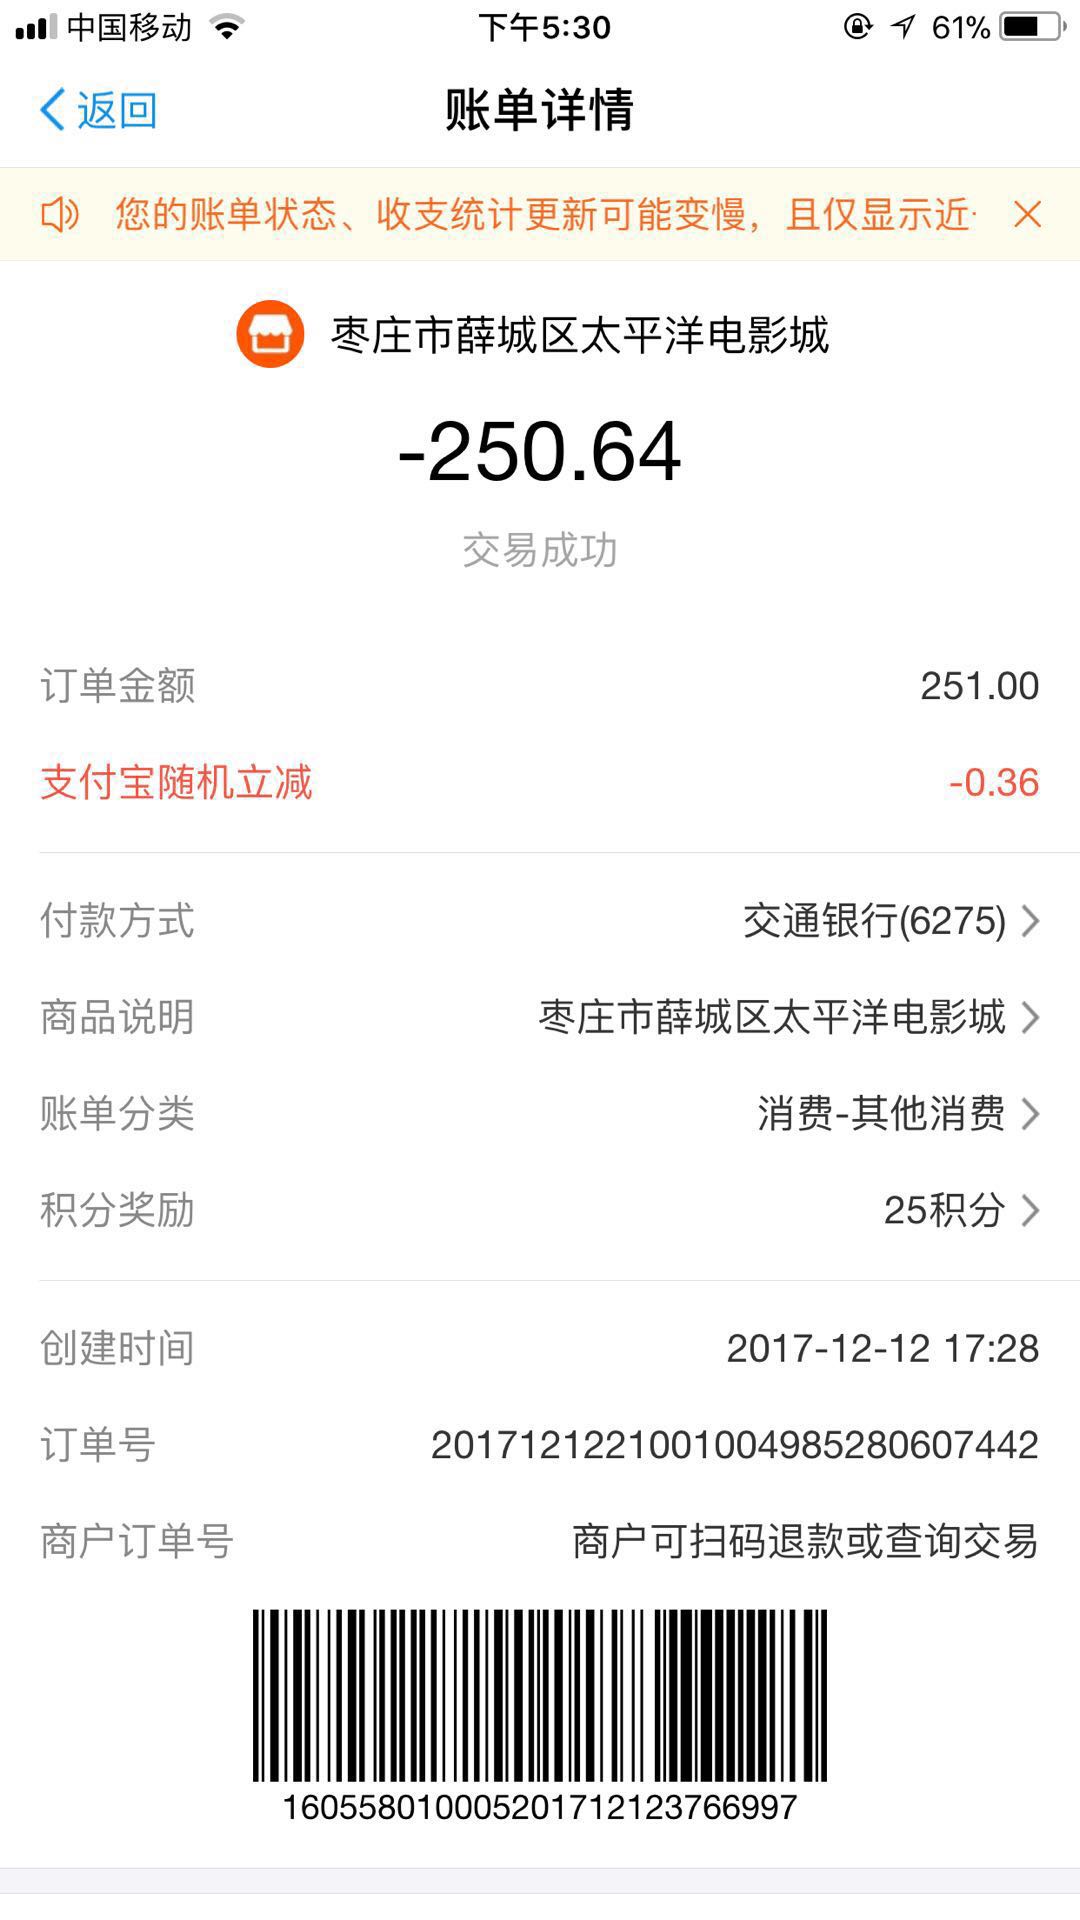 中国移动 下午5:30 61%
返回 账单详情
您的账单状态、收支统计更新可能变慢，且仅显示近
枣庄市薛城区太平洋电影城
-250.64
交易成功
订单金额 251.00
支付宝随机立减 -0.36
付款方式 交通银行(6275)
商品说明 枣庄市薛城区太平洋电影城
账单分类 消费-其他消费
积分奖励 25积分
创建时间 2017-12-12 17:28
订单号 2017121221001004985280607442
商户订单号 商户可扫码退款或查询交易
16055801000520171212376​6997